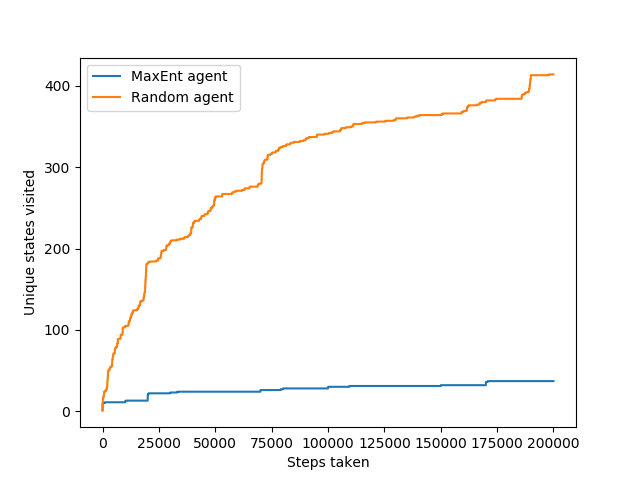 MaxEnt agent
Random agent
Unique states visited
400
300
200
100
0
0 25000 50000 75000 100000 125000 150000 175000 200000
Steps taken